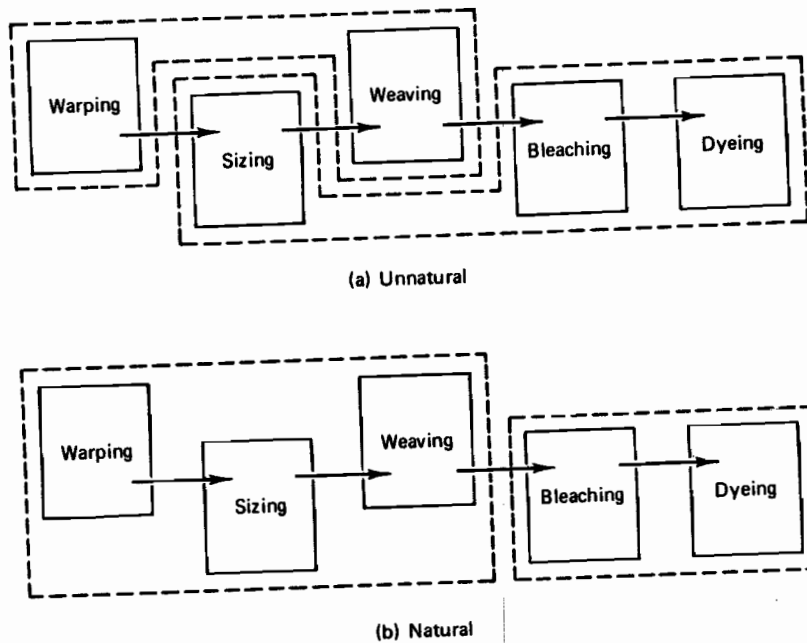 Warping
Sizing
Weaving
Bleaching
Dyeing
(a) Unnatural
Warping
Sizing
Weaving
Bleaching
Dyeing
(b) Natural